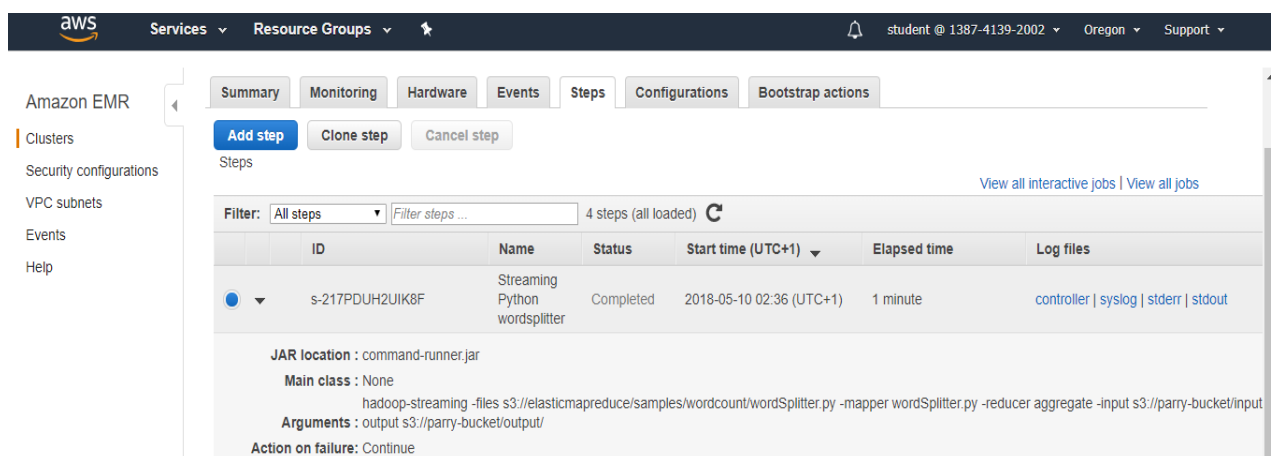 aws Services Resource Groups student @ 1387-4139-2002 Oregon Support
Amazon EMR
Clusters
Security configurations
VPC subnets
Events
Help
Summary Monitoring Hardware Events Steps Configurations Bootstrap actions
Add step Clone step Cancel step
Steps
View all interactive jobs | View all jobs
Filter: All steps Filter steps ... 4 steps (all loaded)
ID Name Status Start time (UTC+1) Elapsed time Log files
s-217PDUH2UIK8F Streaming Python wordsplitter Completed 2018-05-10 02:36 (UTC+1) 1 minute controller | syslog | stderr | stdout
JAR location : command-runner.jar
Main class : None
hadoop-streaming -files s3://elasticmapreduce/samples/wordcount/wordSplitter.py -mapper wordSplitter.py -reducer aggregate -input s3://parry-bucket/input
Arguments : output s3://parry-bucket/output/
Action on failure: Continue